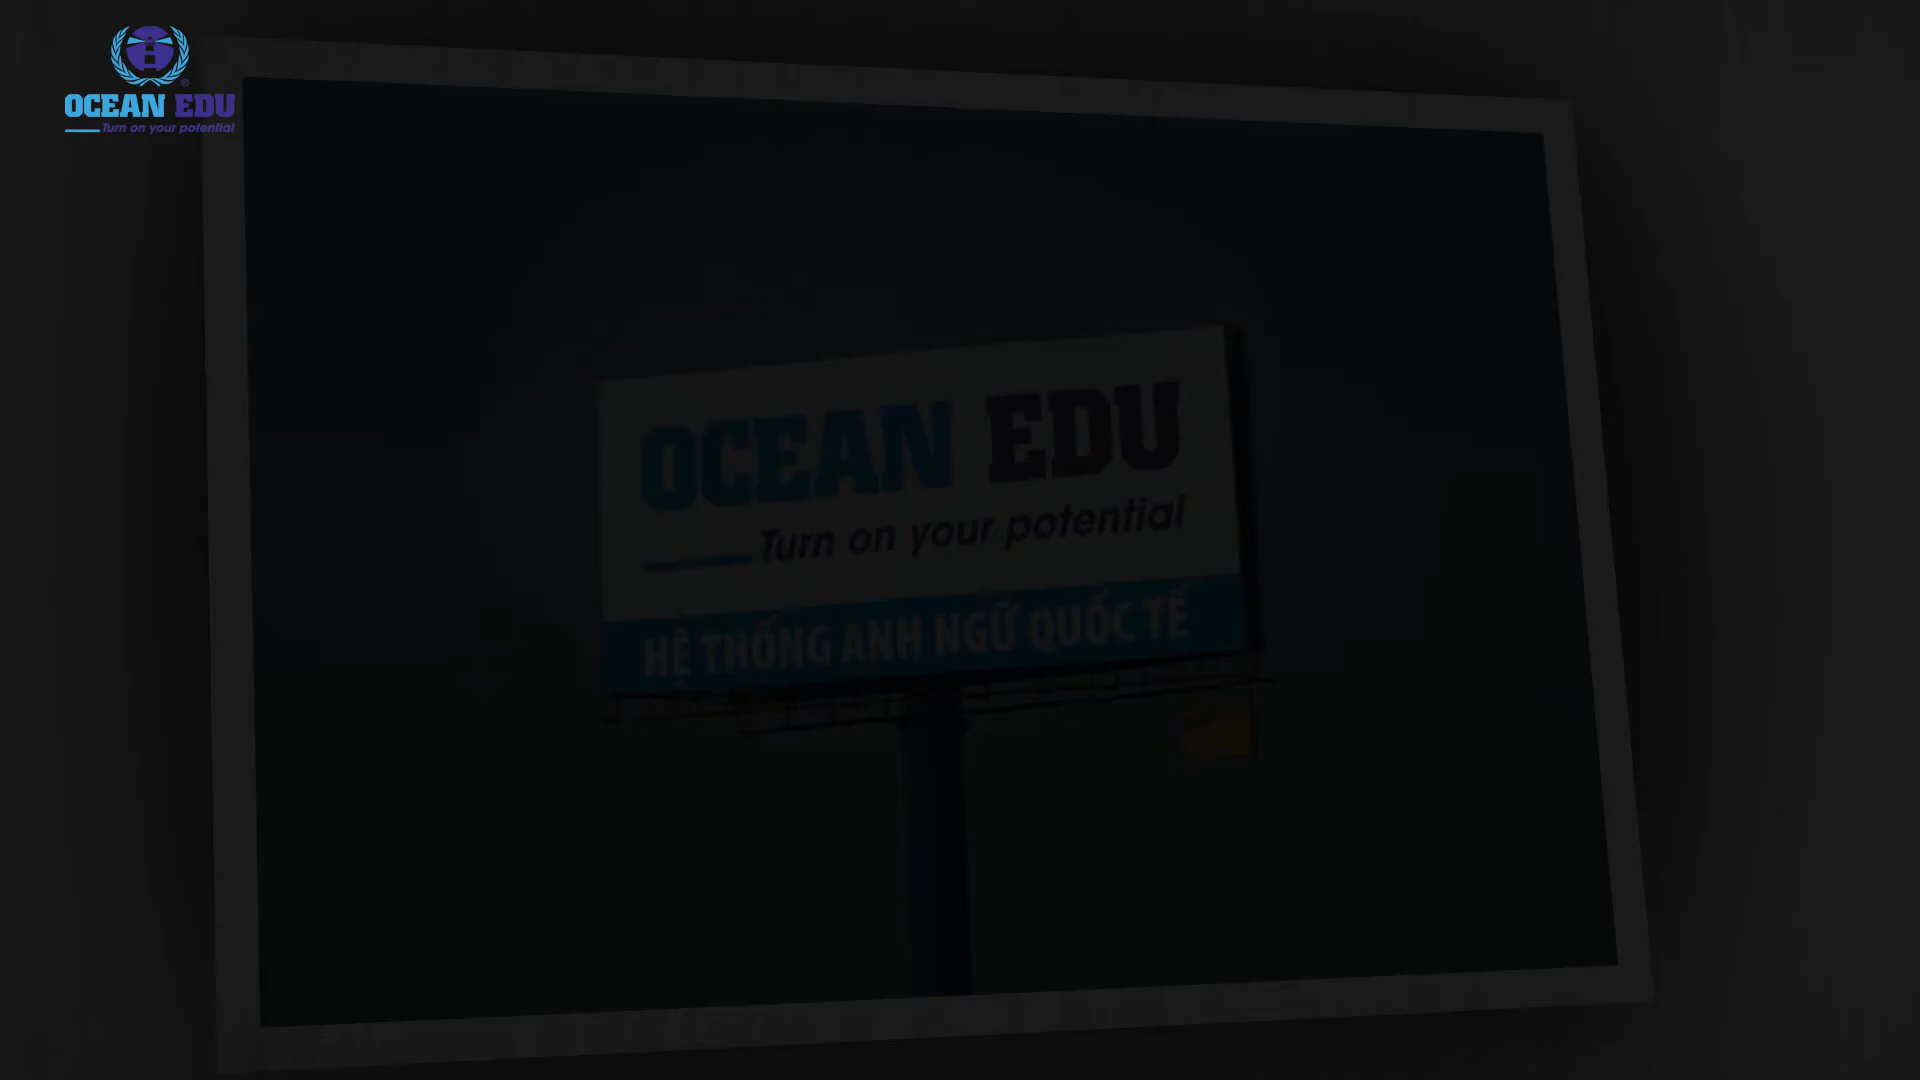 OCEAN EDU
Turn on your potential
OCEAN EDU
Turn on your potential
HỆ THỐNG ANH NGỮ QUỐC TẾ